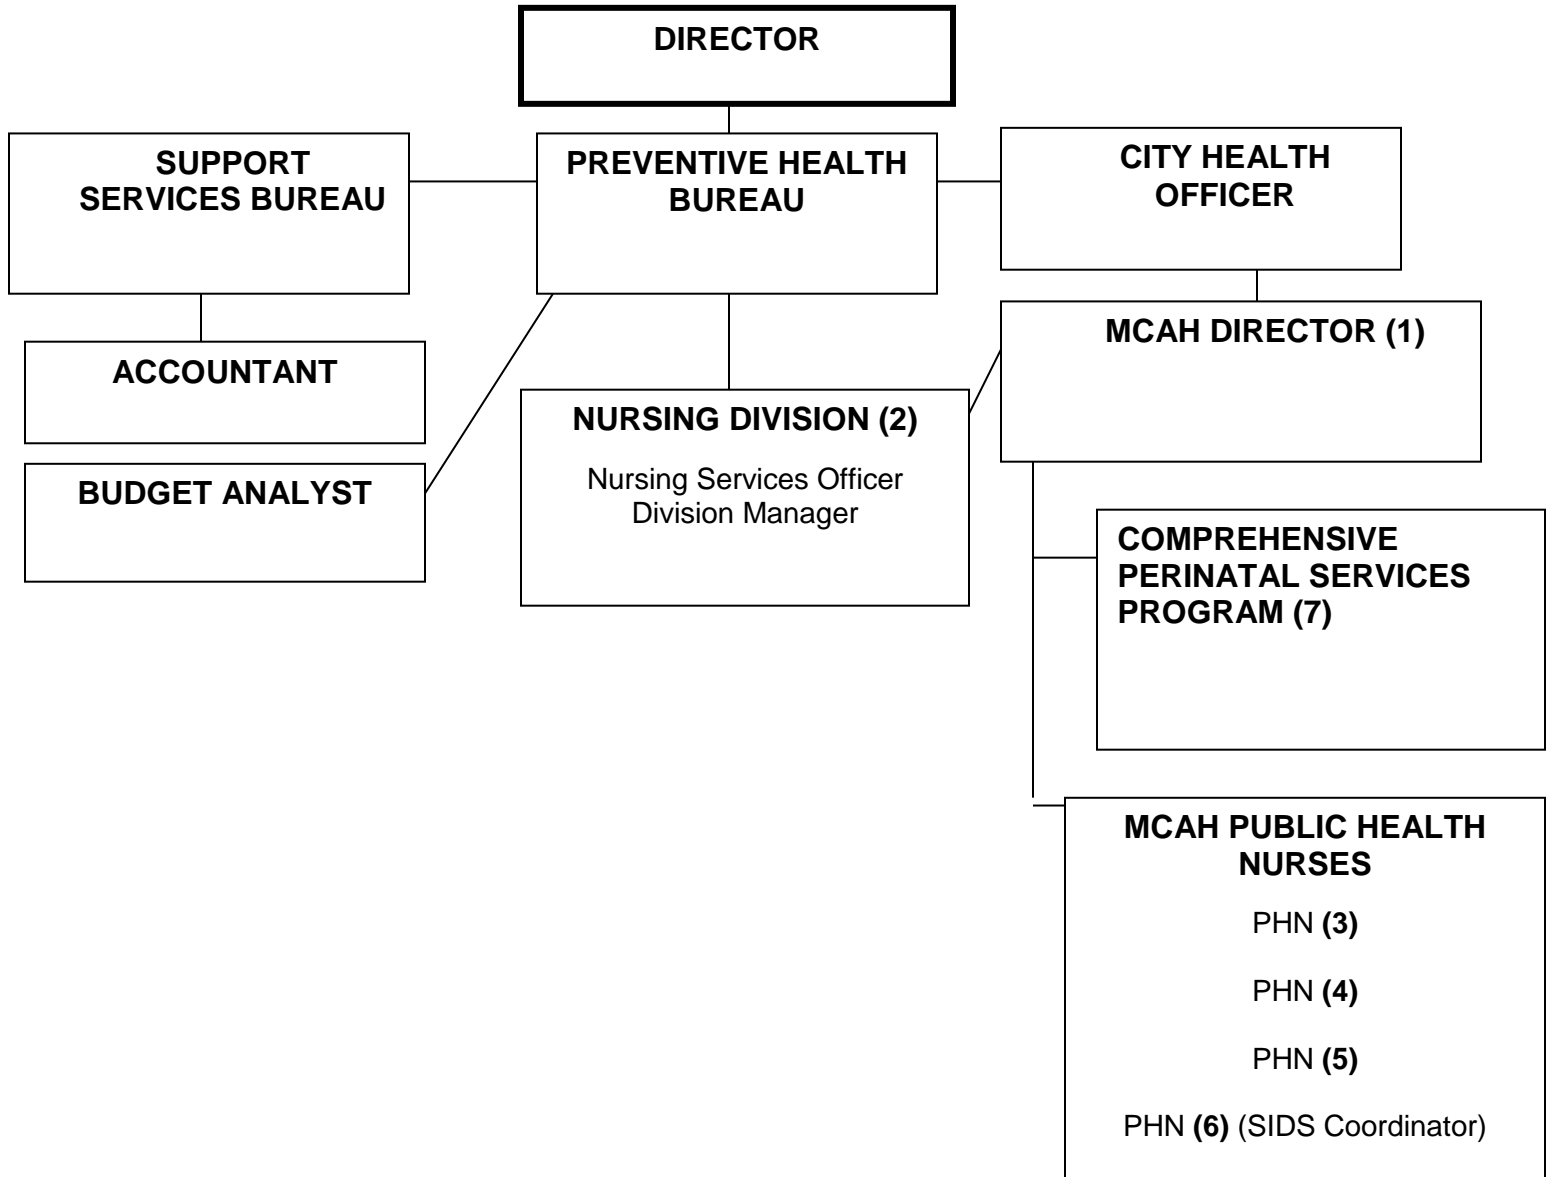 DIRECTOR
SUPPORT
SERVICES BUREAU
PREVENTIVE HEALTH
BUREAU
CITY HEALTH
OFFICER
ACCOUNTANT
BUDGET ANALYST
NURSING DIVISION (2)
Nursing Services Officer
Division Manager
MCAH DIRECTOR (1)
COMPREHENSIVE
PERINATAL SERVICES
PROGRAM (7)
MCAH PUBLIC HEALTH
NURSES
PHN (3)
PHN (4)
PHN (5)
PHN (6) (SIDS Coordinator)